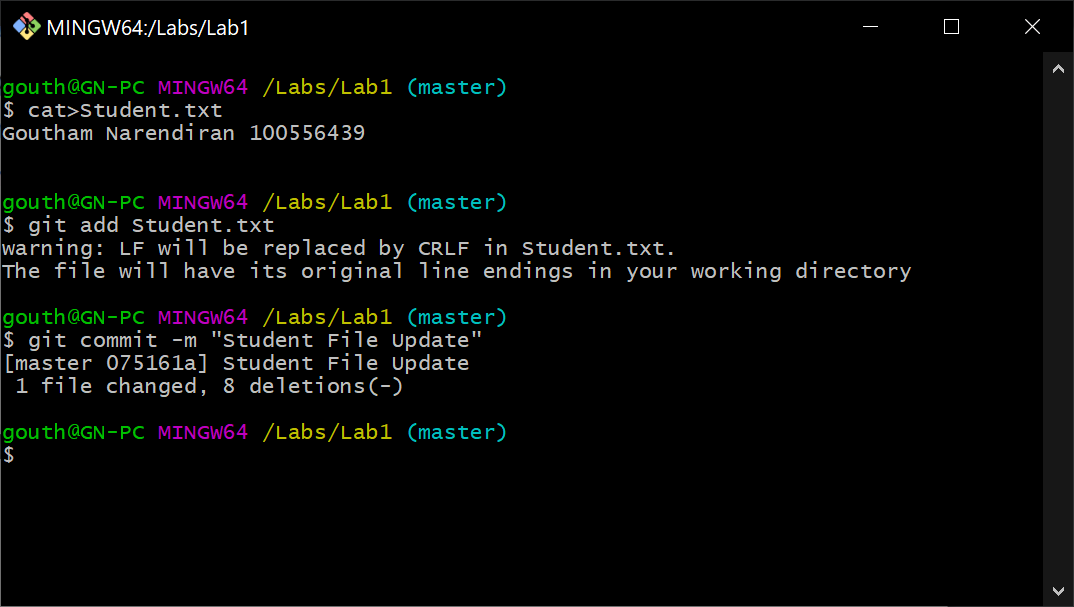 MINGW64:/Labs/Lab1
gouth@GN-PC MINGW64 /Labs/Lab1 (master)
$ cat>Student.txt
Goutham Narendiran 100556439
gouth@GN-PC MINGW64 /Labs/Lab1 (master)
$ git add Student.txt
warning: LF will be replaced by CRLF in Student.txt.
The file will have its original line endings in your working directory
gouth@GN-PC MINGW64 /Labs/Lab1 (master)
$ git commit -m "Student File Update"
[master 075161a] Student File Update
 1 file changed, 8 deletions(-)
gouth@GN-PC MINGW64 /Labs/Lab1 (master)
$